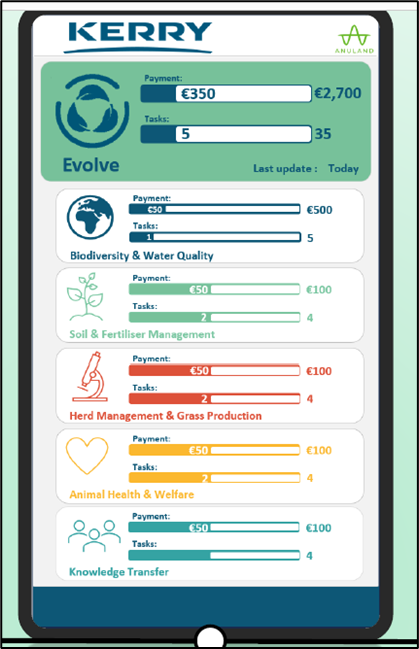 KERRY
ANULAND
Payment:
€350 €2,700
Tasks:
5 35
Evolve
Last update : Today
Payment:
€50 €500
Tasks:
1 5
Biodiversity & Water Quality
Payment:
€50 €100
Tasks:
2 4
Soil & Fertiliser Management
Payment:
€50 €100
Tasks:
2 4
Herd Management & Grass Production
Payment:
€50 €100
Tasks:
2 4
Animal Health & Welfare
Payment:
€50 €100
Tasks:
4
Knowledge Transfer